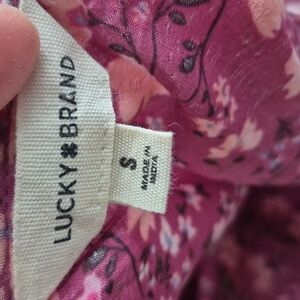 LUCKY BRAND
S
MADE IN
INDIA